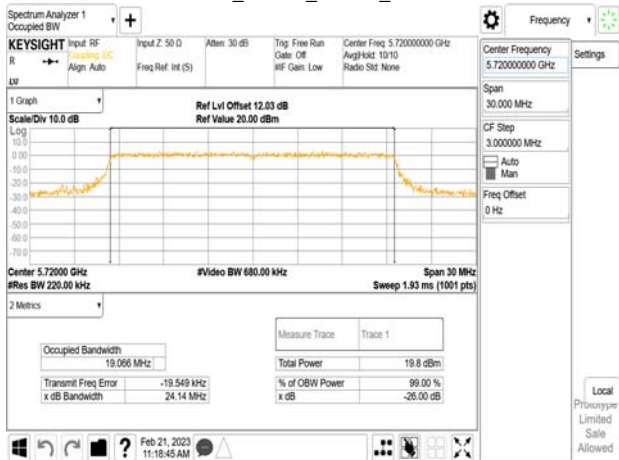 Spectrum Analyzer 1
Occupied BW
Frequency
KEYSIGHT
R
LVI
Input: RF
Coupling: DC
Align: Auto
Input Z: 50 Ω
Freq Ref: Int (S)
Atten: 30 dB
Trig: Free Run
Gate: Off
#IF Gain: Low
Center Freq: 5.720000000 GHz
Avg|Hold: 10/10
Radio Std: None
Center Frequency
5.720000000 GHz
Settings
Span
30.000 MHz
CF Step
3.000000 MHz
Auto
Man
Freq Offset
0 Hz
1 Graph
Scale/Div 10.0 dB
Ref Lvl Offset 12.03 dB
Ref Value 20.00 dBm
Log
10.0
0.00
-10.0
-20.0
-30.0
-40.0
-50.0
-60.0
-70.0
Center 5.72000 GHz
#Res BW 220.00 kHz
#Video BW 680.00 kHz
Span 30 MHz
Sweep 1.93 ms (1001 pts)
2 Metrics
Measure Trace Trace 1
Occupied Bandwidth
19.066 MHz
Total Power 19.8 dBm
Transmit Freq Error -19.549 kHz
% of OBW Power 99.00 %
x dB Bandwidth 24.14 MHz
x dB -26.00 dB
Local
Prototype
Limited
Sale
Allowed
?
Feb 21, 2023
11:18:45 AM